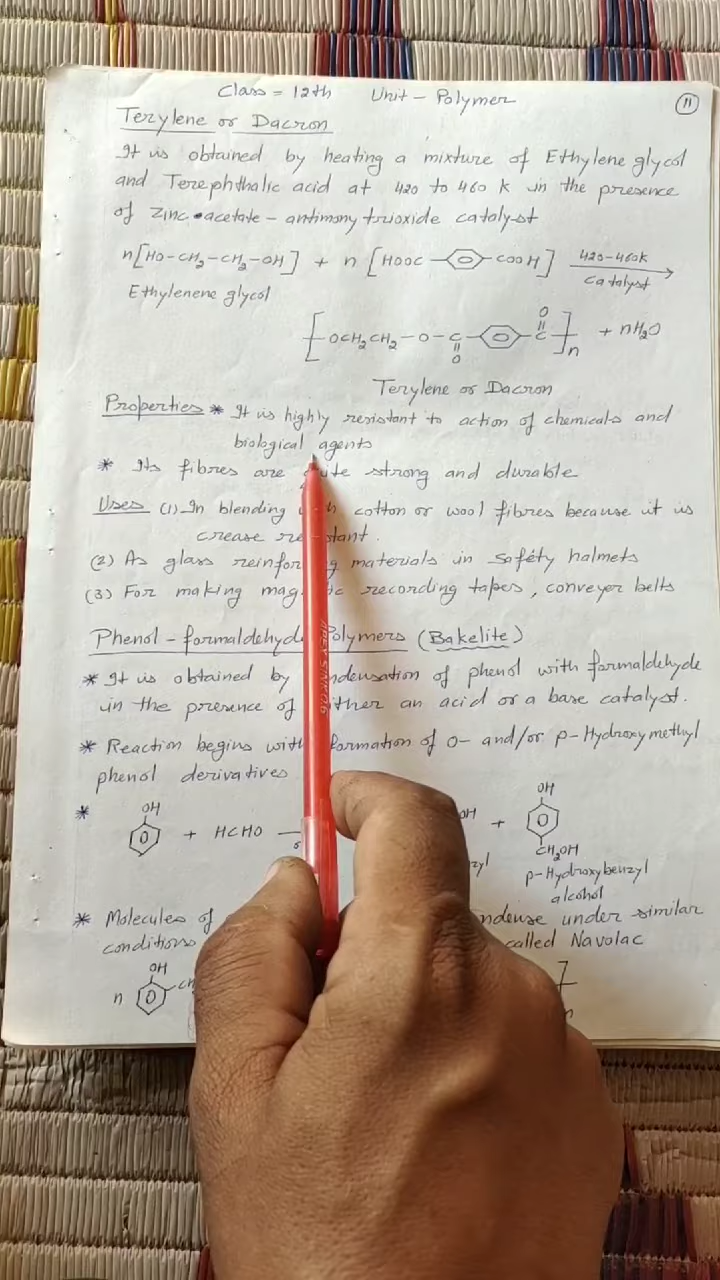 Class = 12th Unit - Polymer
11
Terylene or Dacron
It is obtained by heating a mixture of Ethylene glycol
and Terephthalic acid at 420 to 460 K in the presence
of zinc acetate - antimony trioxide catalyst
n[HO-CH2-CH2-OH] + n [HOOC COOH] 420-460k
Catalyst
Ethylenene glycol
[OCH2CH2-O-C C]n + nH2O
O O
Terylene or Dacron
Properties * It is highly resistant to action of chemicals and
biological agents
* Its fibres are strong and durable
Uses (1) In blending cotton or wool fibres because it is
crease
(2) As glass materials in safety helmets
(3) For making recording tapes, conveyer belts
Phenol - formaldehyde Polymers (Bakelite)
* It is obtained by of phenol with formaldehyde
in the presence of either an acid or a base catalyst.
* Reaction begins with formation of o- and/or p-Hydroxymethyl
phenol derivatives
* OH + HCHO OH + OH
CH2OH
p-Hydroxybenzyl
alcohol
* Molecules of under similar
conditions called Navolac
n OH ]n